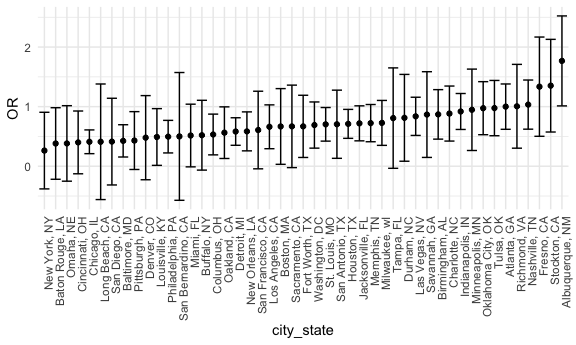 OR
2
1
0
New York, NY
Baton Rouge, LA
Omaha, NE
Cincinnati, OH
Chicago, IL
Long Beach, CA
San Diego, CA
Baltimore, MD
Pittsburgh, PA
Denver, CO
Louisville, KY
Philadelphia, PA
San Bernardino, CA
Miami, FL
Buffalo, NY
Columbus, OH
Oakland, CA
Detroit, MI
New Orleans, LA
San Francisco, CA
Los Angeles, CA
Boston, MA
Sacramento, CA
Fort Worth, TX
Washington, DC
St. Louis, MO
San Antonio, TX
Houston, TX
Jacksonville, FL
Memphis, TN
Milwaukee, wI
Tampa, FL
Durham, NC
Las Vegas, NV
Savannah, GA
Birmingham, AL
Charlotte, NC
Indianapolis, IN
Minneapolis, MN
Oklahoma City, OK
Tulsa, OK
Atlanta, GA
Richmond, VA
Nashville, TN
Fresno, CA
Stockton, CA
Albuquerque, NM
city_state